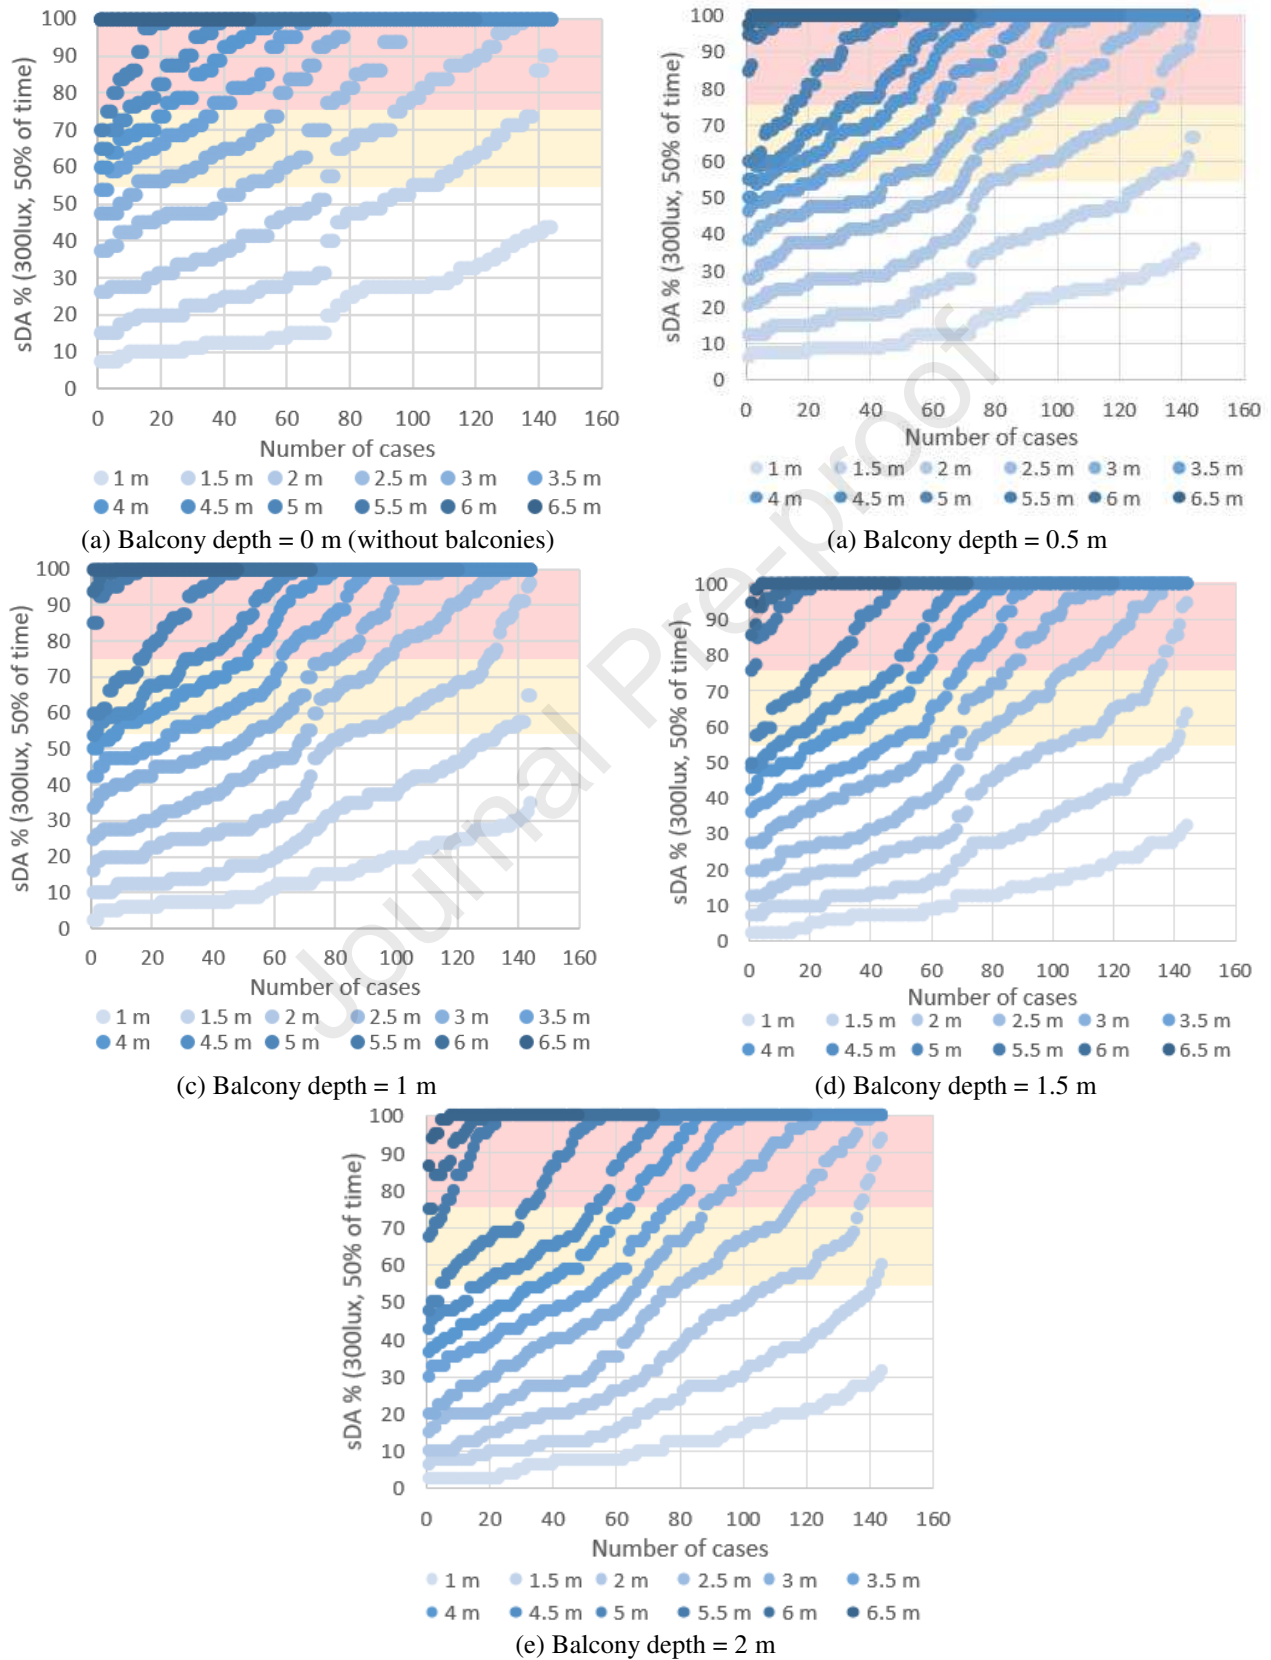 sDA % (300lux, 50% of time)
100
90
80
70
60
50
40
30
20
10
0
0 20 40 60 80 100 120 140 160
Number of cases
1 m 1.5 m 2 m 2.5 m 3 m 3.5 m
4 m 4.5 m 5 m 5.5 m 6 m 6.5 m
(a) Balcony depth = 0 m (without balconies)
sDA % (300lux, 50% of time)
100
90
80
70
60
50
40
30
20
10
0
0 20 40 60 80 100 120 140 160
Number of cases
1 m 1.5 m 2 m 2.5 m 3 m 3.5 m
4 m 4.5 m 5 m 5.5 m 6 m 6.5 m
(a) Balcony depth = 0.5 m
sDA % (300lux, 50% of time)
100
90
80
70
60
50
40
30
20
10
0
0 20 40 60 80 100 120 140 160
Number of cases
1 m 1.5 m 2 m 2.5 m 3 m 3.5 m
4 m 4.5 m 5 m 5.5 m 6 m 6.5 m
(c) Balcony depth = 1 m
sDA % (300lux, 50% of time)
100
90
80
70
60
50
40
30
20
10
0
0 20 40 60 80 100 120 140 160
Number of cases
1 m 1.5 m 2 m 2.5 m 3 m 3.5 m
4 m 4.5 m 5 m 5.5 m 6 m 6.5 m
(d) Balcony depth = 1.5 m
sDA % (300lux, 50% of time)
100
90
80
70
60
50
40
30
20
10
0
0 20 40 60 80 100 120 140 160
Number of cases
1 m 1.5 m 2 m 2.5 m 3 m 3.5 m
4 m 4.5 m 5 m 5.5 m 6 m 6.5 m
(e) Balcony depth = 2 m
Journal Pre-proof